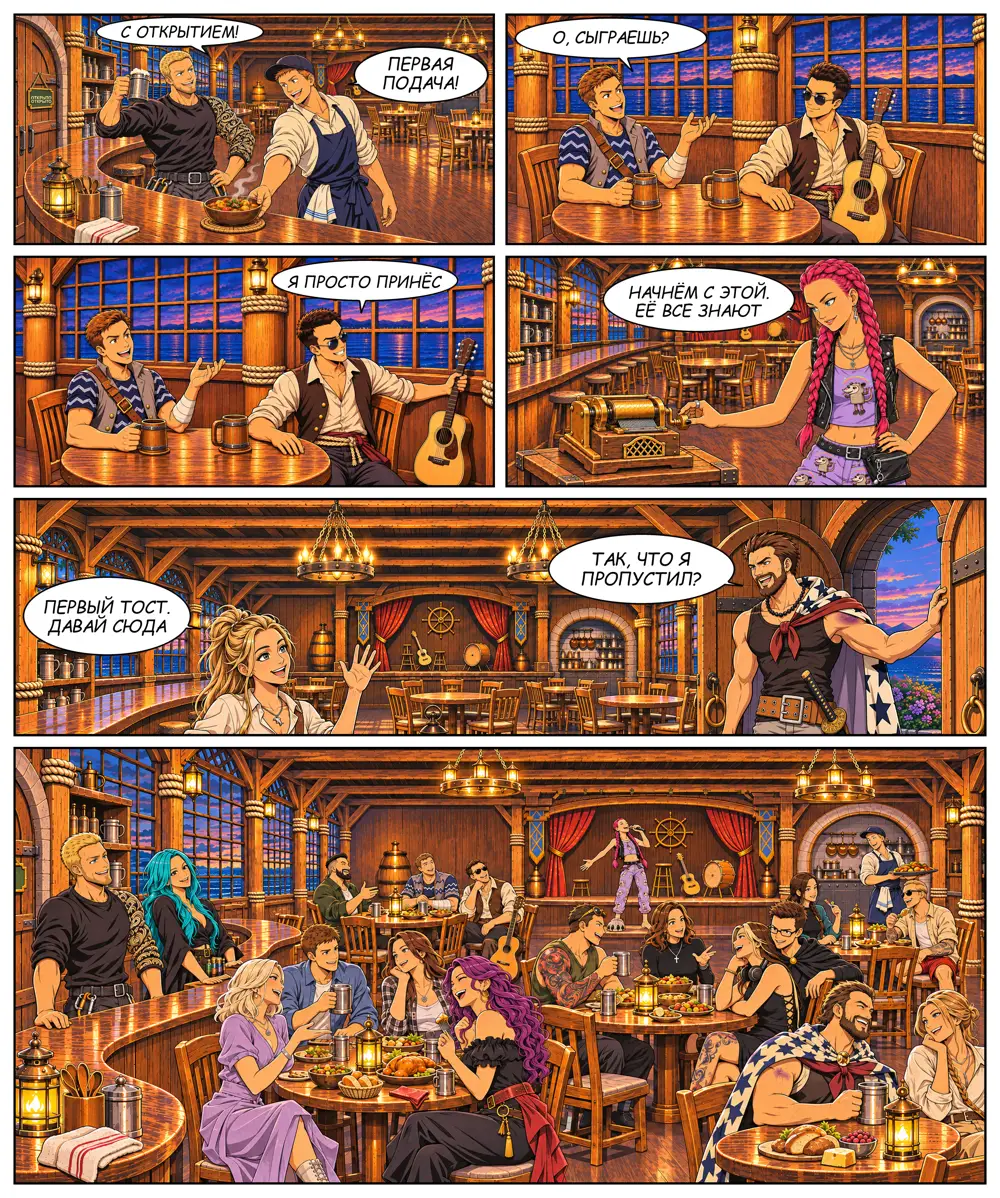 С ОТКРЫТИЕМ!
ПЕРВАЯ
ПОДАЧА!
О, СЫГРАЕШЬ?
Я ПРОСТО ПРИНЁС
НАЧНЁМ С ЭТОЙ.
ЕЁ ВСЕ ЗНАЮТ
ПЕРВЫЙ ТОСТ.
ДАВАЙ СЮДА
ТАК, ЧТО Я
ПРОПУСТИЛ?